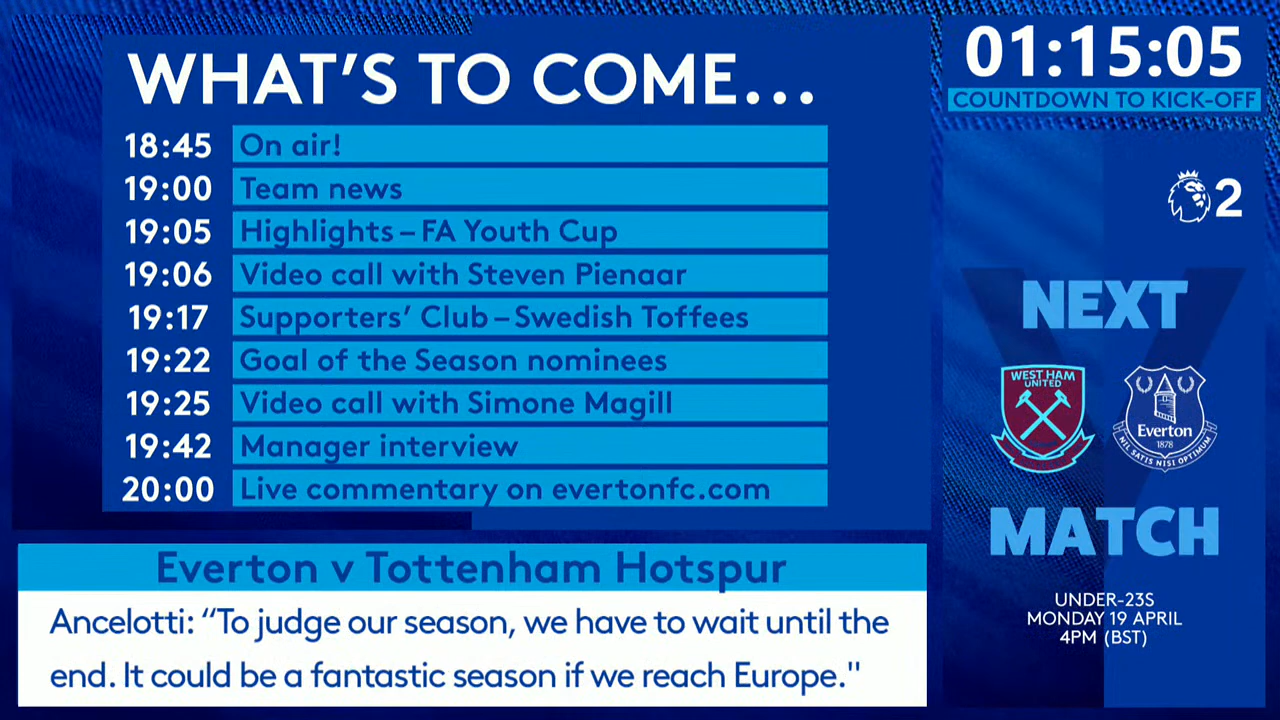 WHAT'S TO COME...
18:45 On air!
19:00 Team news
19:05 Highlights – FA Youth Cup
19:06 Video call with Steven Pienaar
19:17 Supporters' Club – Swedish Toffees
19:22 Goal of the Season nominees
19:25 Video call with Simone Magill
19:42 Manager interview
20:00 Live commentary on evertonfc.com
Everton v Tottenham Hotspur
Ancelotti: “To judge our season, we have to wait until the
end. It could be a fantastic season if we reach Europe."
01:15:05
COUNTDOWN TO KICK-OFF
2
NEXT
WEST HAM
UNITED
Everton
1878
NIL SATIS NISI OPTIMUM
MATCH
UNDER-23S
MONDAY 19 APRIL
4PM (BST)